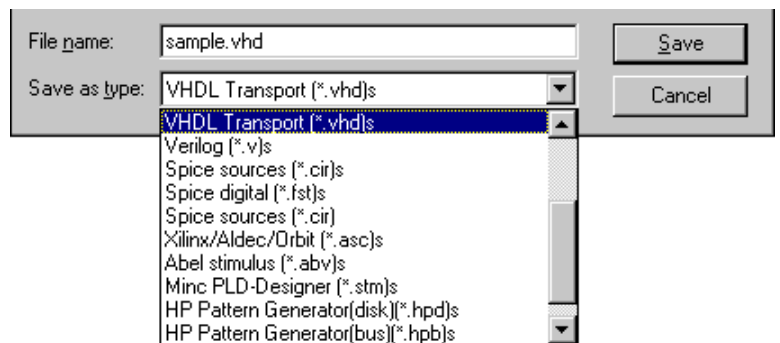 File name: sample.vhd Save
Save as type: VHDL Transport (*.vhd)s Cancel
VHDL Transport (*.vhd)s
Verilog (*.v)s
Spice sources (*.cir)s
Spice digital (*.fst)s
Spice sources (*.cir)
Xilinx/Aldec/Orbit (*.asc)s
Abel stimulus (*.abv)s
Minc PLD-Designer (*.stm)s
HP Pattern Generator(disk)(*.hpd)s
HP Pattern Generator(bus)(*.hpb)s